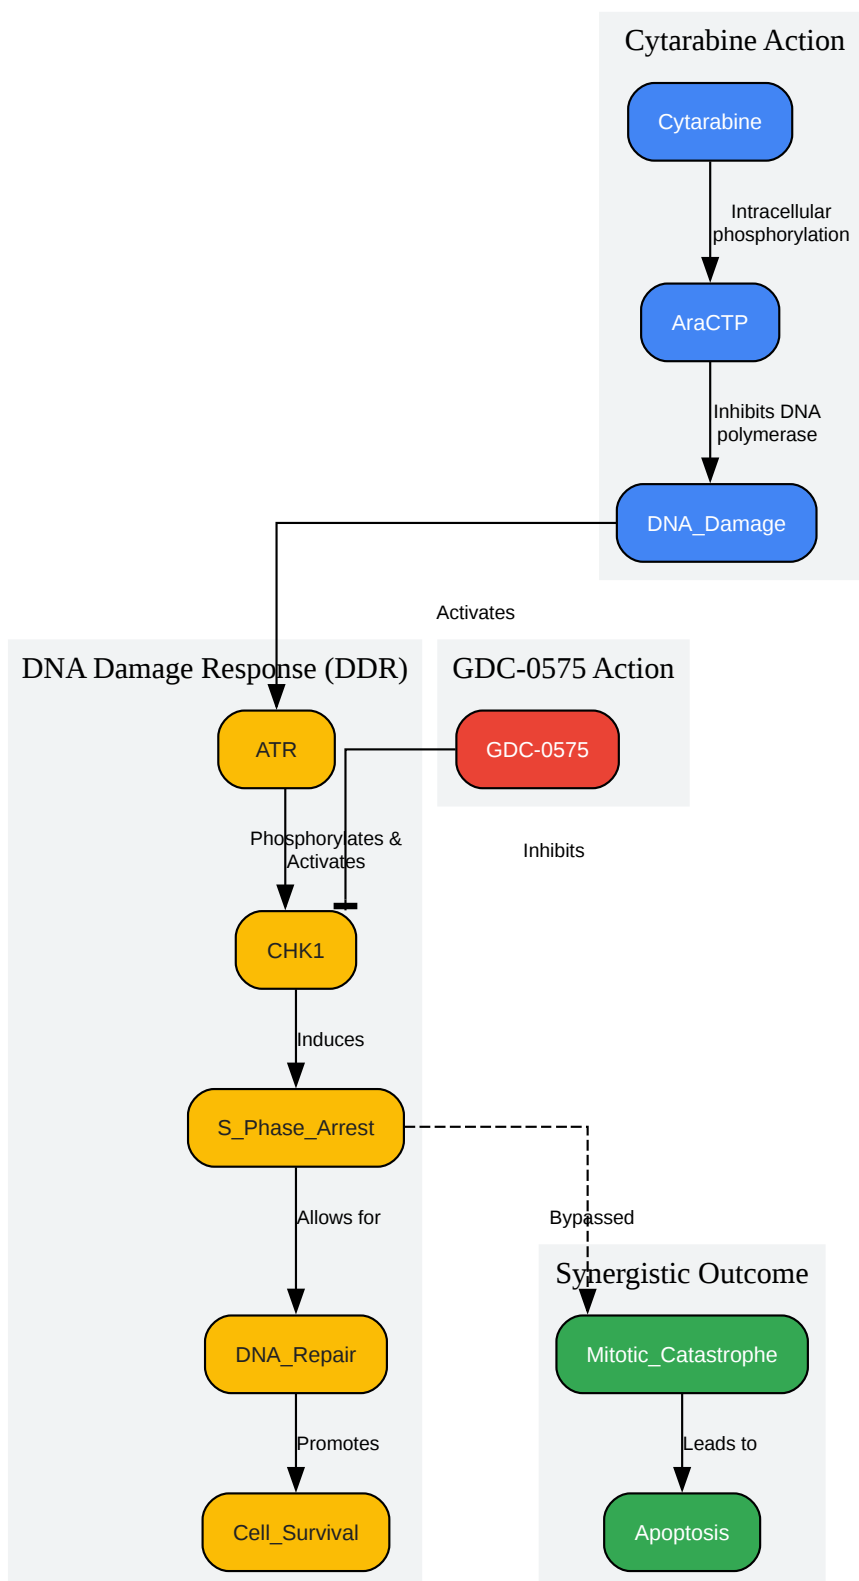 Cytarabine Action
Cytarabine
Intracellular
phosphorylation
AraCTP
Inhibits DNA
polymerase
DNA_Damage
Activates
DNA Damage Response (DDR)
GDC-0575 Action
ATR
GDC-0575
Phosphorylates &
Activates
Inhibits
CHK1
Induces
S_Phase_Arrest
Allows for
Bypassed
Synergistic Outcome
DNA_Repair
Mitotic_Catastrophe
Promotes
Leads to
Cell_Survival
Apoptosis